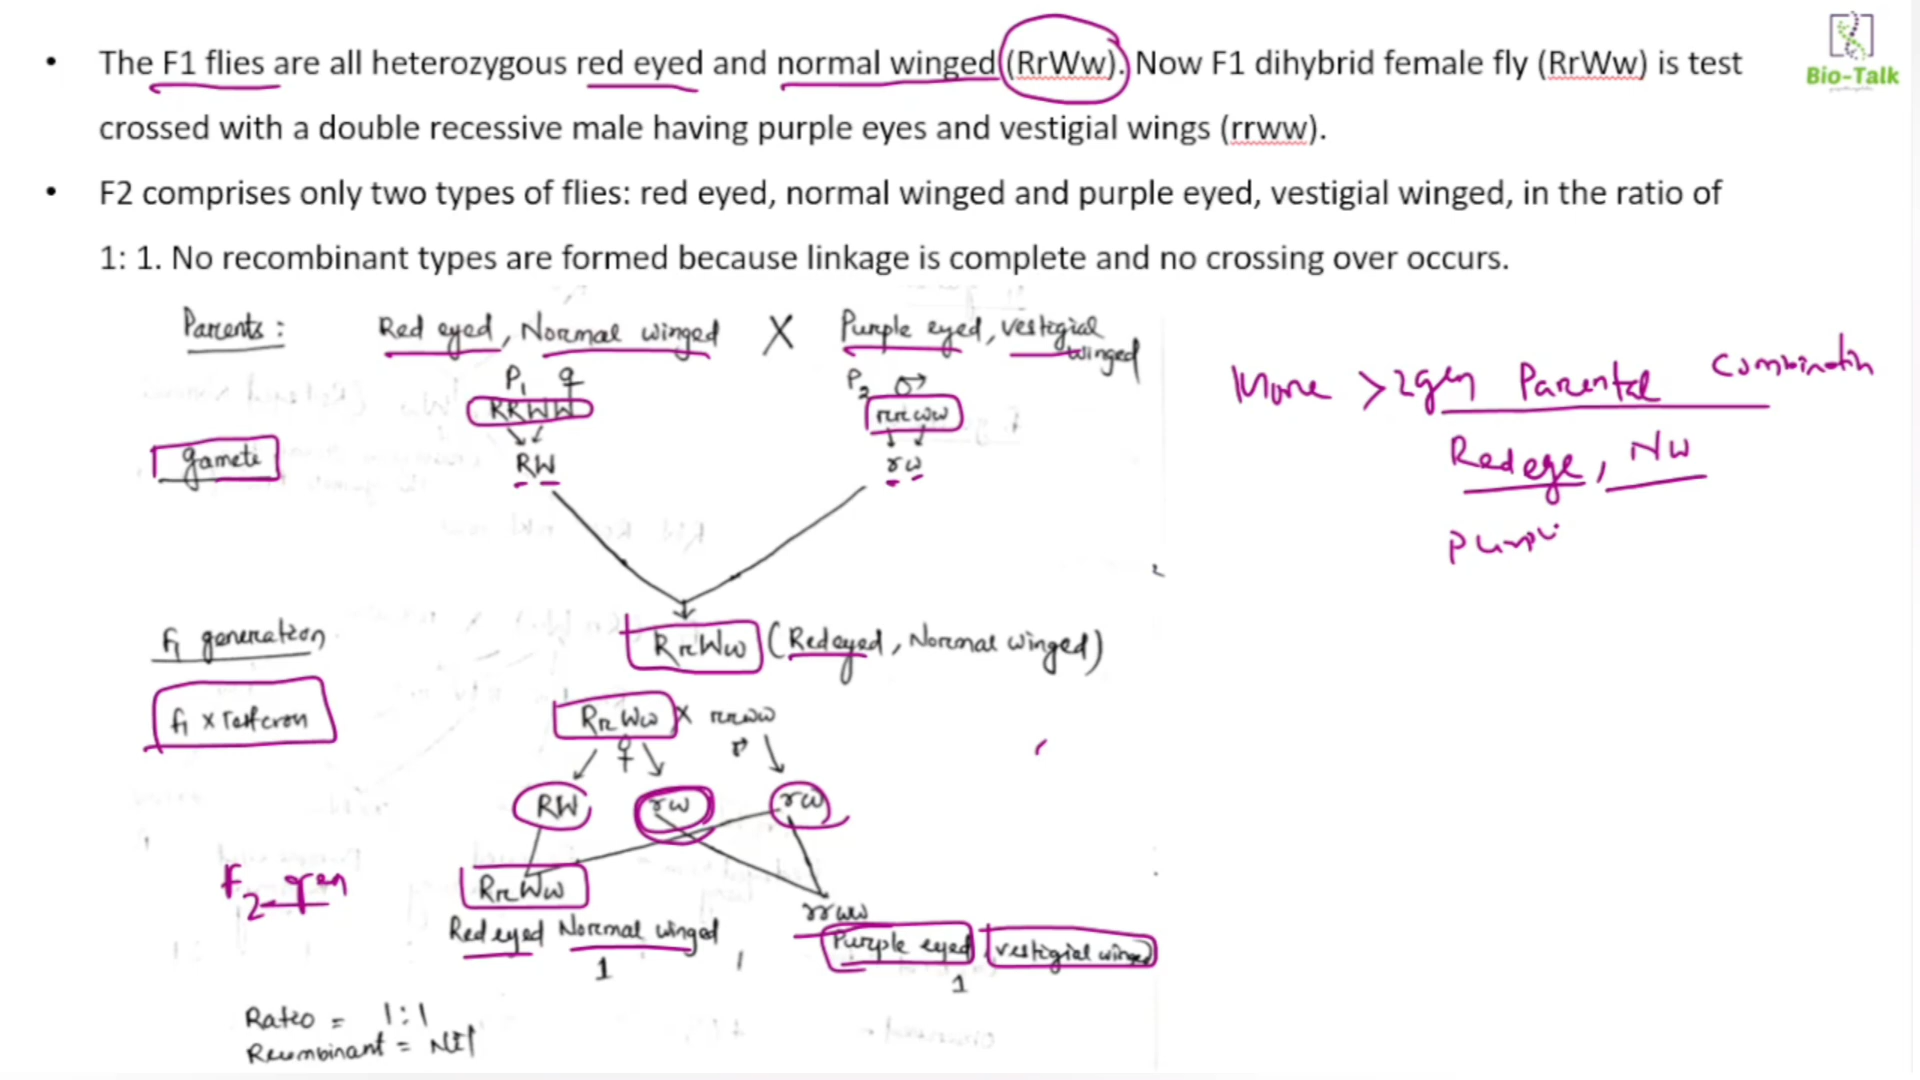 • The F1 flies are all heterozygous red eyed and normal winged (RrWw). Now F1 dihybrid female fly (RrWw) is test
crossed with a double recessive male having purple eyes and vestigial wings (rrww).
• F2 comprises only two types of flies: red eyed, normal winged and purple eyed, vestigial winged, in the ratio of
1: 1. No recombinant types are formed because linkage is complete and no crossing over occurs.
Bio-Talk
Parents: Red eyed, Normal winged X Purple eyed, vestigial
winged
P1 ♀ P2 ♂
RRWW rrww
gamete RW rw
More > 2gen Parental Combination
Red eye, NW
Purpl
F1 generation RrWw (Red eyed, Normal winged)
F1 x Testcross RrWw x rrww
♀
RW rw rw
F2 gen RrWw
rrww
Red eyed Normal winged Purple eyed vestigial winged
1 1
Ratio = 1:1
Recombinant = Nil